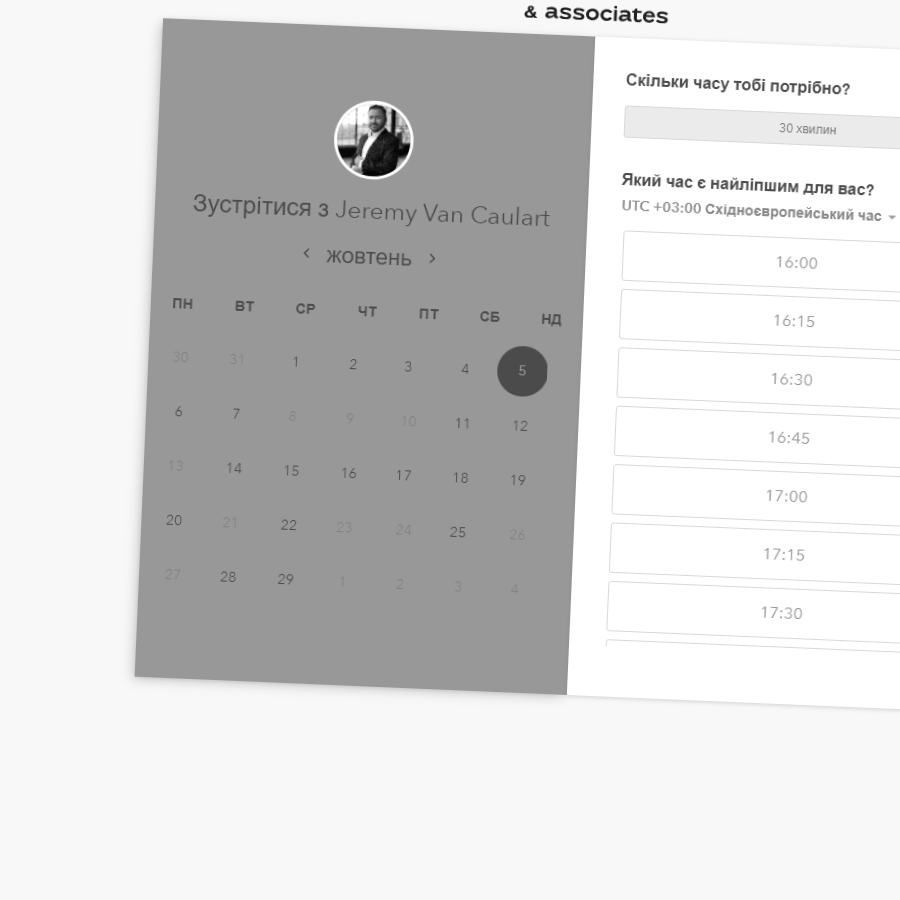 & associates
Зустрітися з Jeremy Van Caulart
жовтень
ПН ВТ СР ЧТ ПТ СБ НД
30 31 1 2 3 4 5
6 7 8 9 10 11 12
13 14 15 16 17 18 19
20 21 22 23 24 25 26
27 28 29 1 2 3 4
Скільки часу тобі потрібно?
30 хвилин
Який час є найліпшим для вас?
UTC +03:00 Східноєвропейський час
16:00
16:15
16:30
16:45
17:00
17:15
17:30